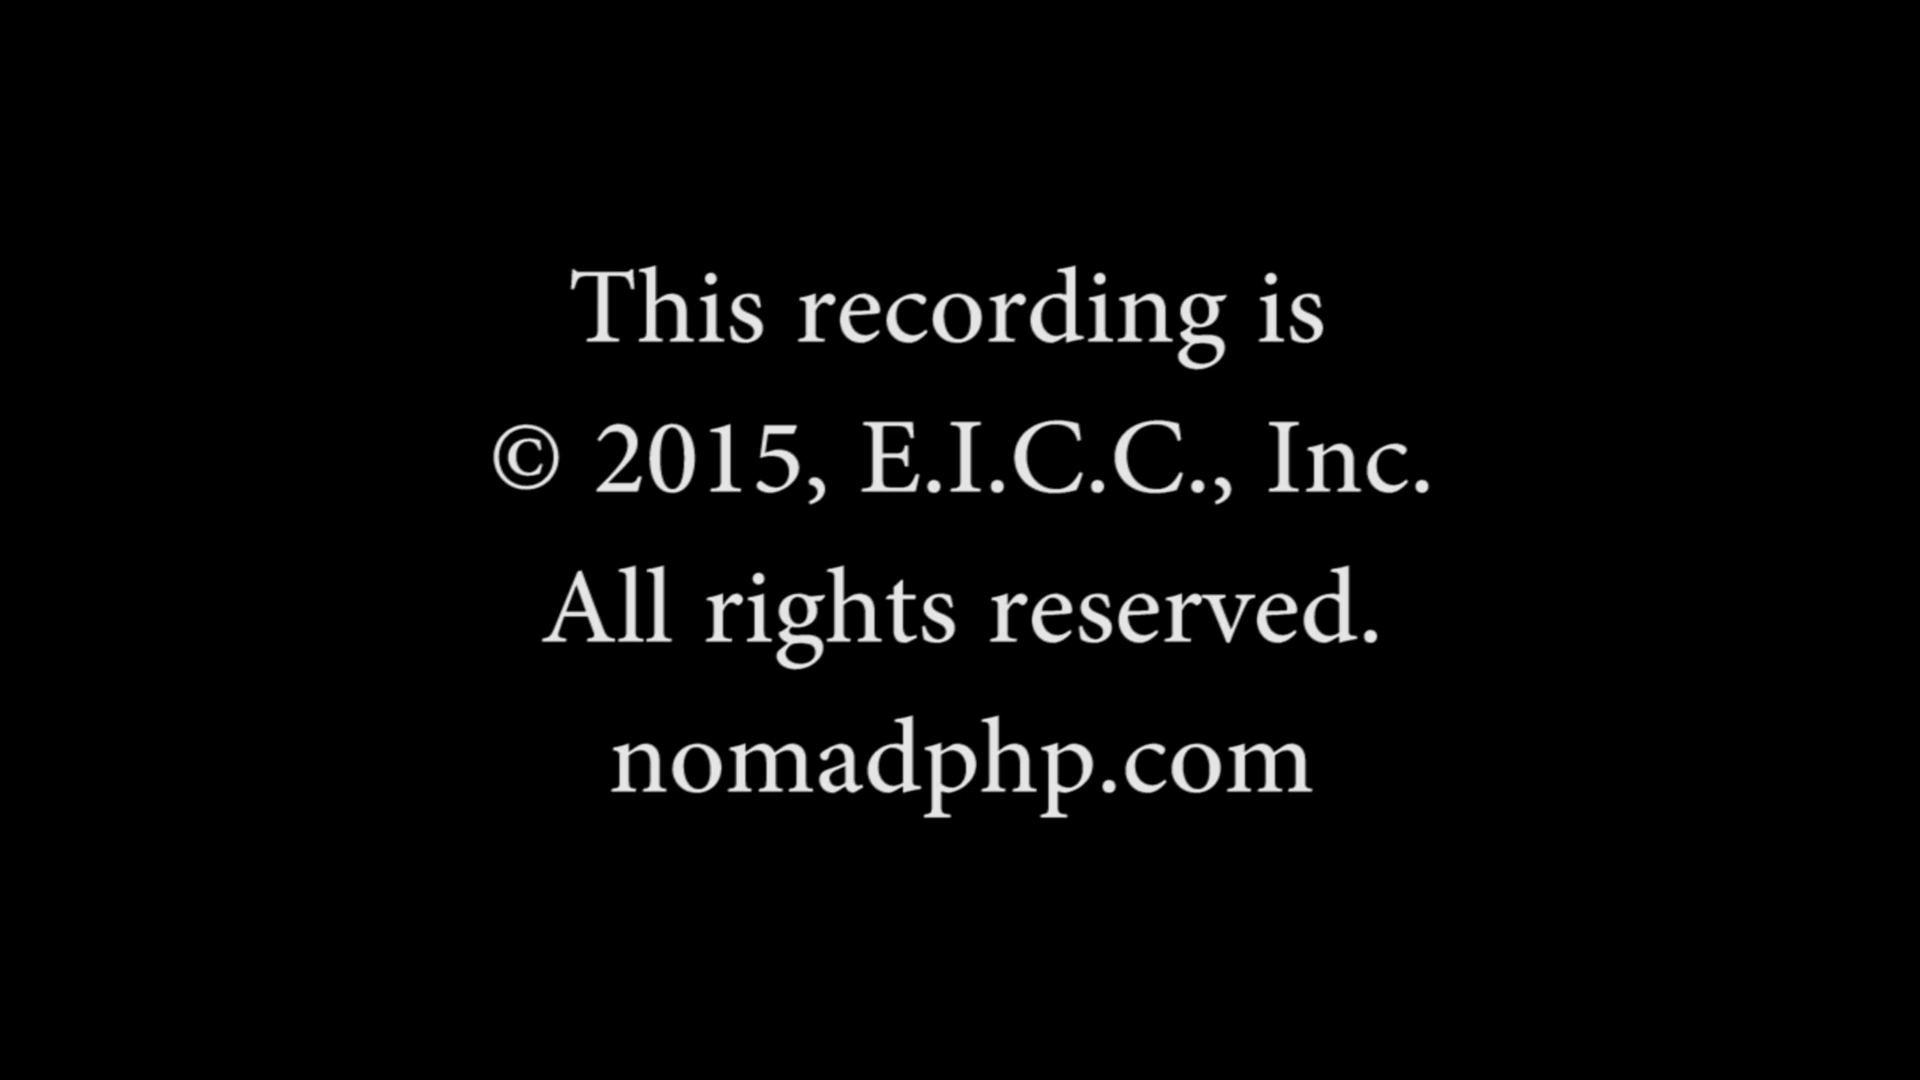 This recording is
© 2015, E.I.C.C., Inc.
All rights reserved.
nomadphp.com